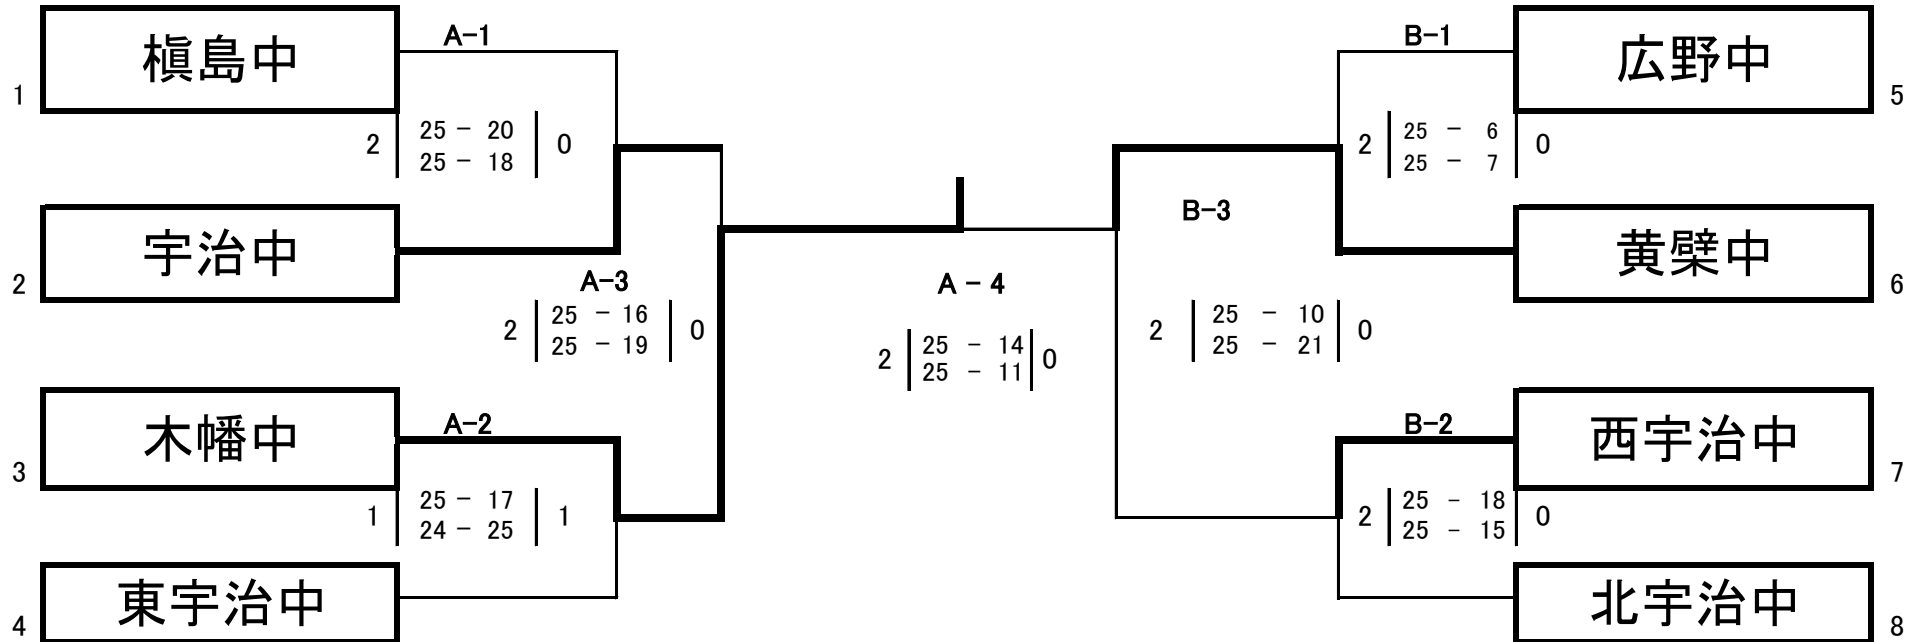 槇島中
1
A-1
2
25 - 20
25 - 18
0
宇治中
2
A-3
2
25 - 16
25 - 19
0
木幡中
3
A-2
1
25 - 17
24 - 25
1
東宇治中
4
A - 4
2
25 - 14
25 - 11
0
広野中
5
B-1
2
25 - 6
25 - 7
0
黄檗中
6
B-3
2
25 - 10
25 - 21
0
西宇治中
7
B-2
2
25 - 18
25 - 15
0
北宇治中
8